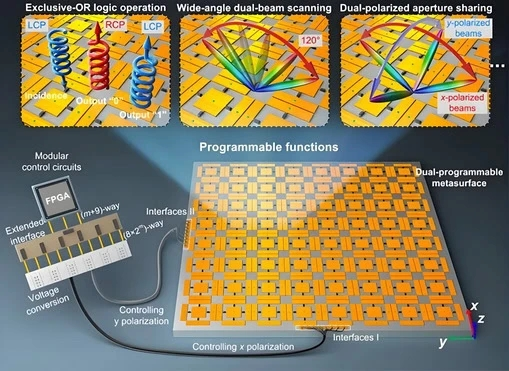 Exclusive-OR logic operation
LCP
RCP
LCP
Incidence
Output "0"
Output "1"
Wide-angle dual-beam scanning
120°
Dual-polarized aperture sharing
y-polarized
beams
x-polarized
beams
...
Programmable functions
Modular
control circuits
FPGA
(m+9)-way
Extended
interface
(8×2ᵐ)-way
Voltage
conversion
Interfaces II
Dual-programmable
metasurface
Controlling
y polarization
Controlling x polarization
Interfaces I
x
z
y